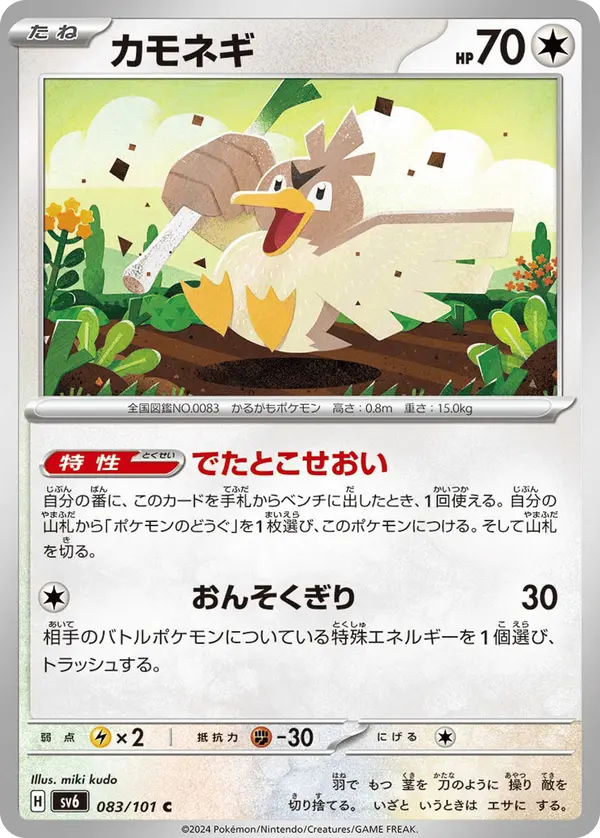 たね カモネギ HP70
全国図鑑NO.0083 かるがもポケモン 高さ:0.8m 重さ:15.0kg
特性 とくせい でたとこせおい
自分の番に、このカードを手札からベンチに出したとき、1回使える。自分の
山札から「ポケモンのどうぐ」を1枚選び、このポケモンにつける。そして山札
を切る。
おんそくぎり 30
相手のバトルポケモンについている特殊エネルギーを1個選び、
トラッシュする。
弱点 ×2 抵抗力 -30 にげる
Illus. miki kudo
H sv6 083/101 C
羽で もつ 茎を 刀のように 操り 敵を
切り捨てる。 いざと いうときは エサに する。
©2024 Pokémon/Nintendo/Creatures/GAME FREAK.